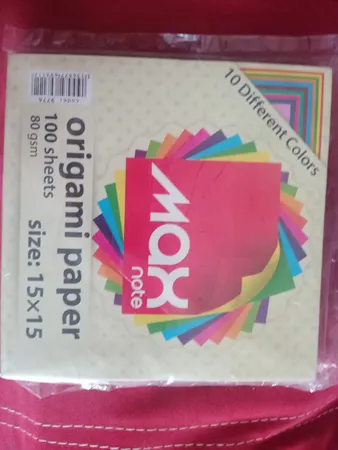 origami paper
100 sheets
80 gsm
size: 15x15
10 Different Colors
Max
note